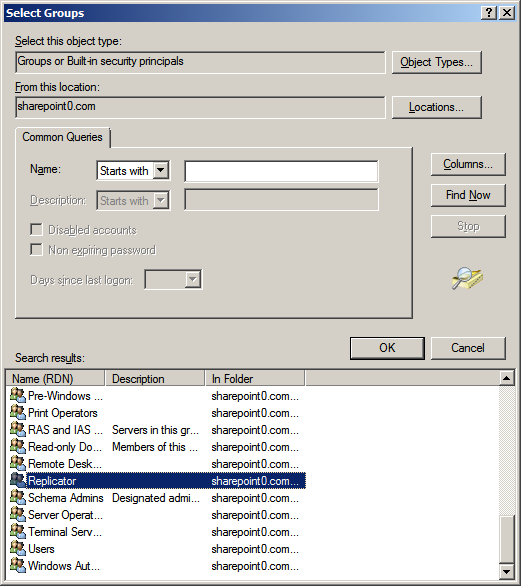 Select Groups
Select this object type:
Groups or Built-in security principals
Object Types...
From this location:
sharepoint0.com
Locations...
Common Queries
Name: Starts with
Columns...
Description: Starts with
Find Now
Disabled accounts
Stop
Non expiring password
Days since last logon:
OK Cancel
Search results:
Name (RDN) Description In Folder
Pre-Windows ... sharepoint0.com...
Print Operators sharepoint0.com...
RAS and IAS ... Servers in this gr... sharepoint0.com...
Read-only Do... Members of this ... sharepoint0.com...
Remote Desk... sharepoint0.com...
Replicator sharepoint0.com...
Schema Admins Designated admi... sharepoint0.com...
Server Operat... sharepoint0.com...
Terminal Serv... sharepoint0.com...
Users sharepoint0.com...
Windows Aut... sharepoint0.com...